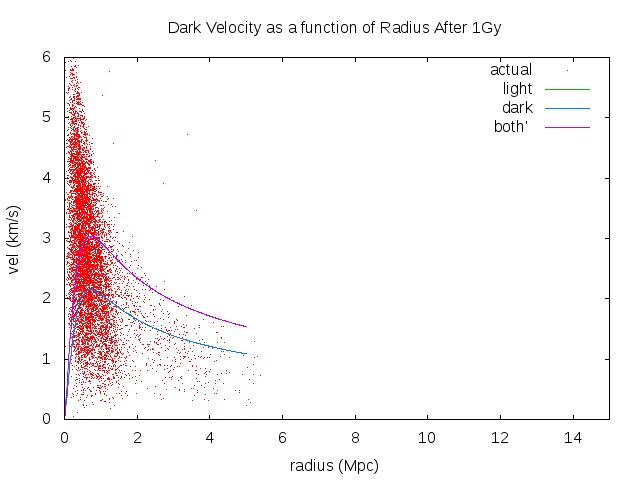 Dark Velocity as a function of Radius After 1Gy
actual
light
dark
both'
6
5
4
3
2
1
0
vel (km/s)
0 2 4 6 8 10 12 14
radius (Mpc)